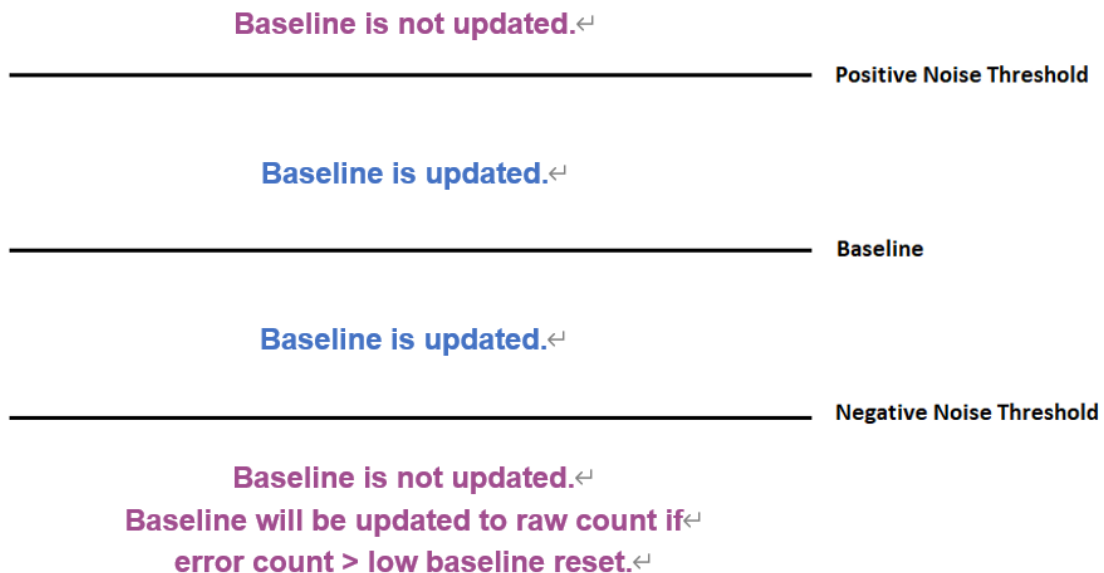 Baseline is not updated.↵
Positive Noise Threshold
Baseline is updated.↵
Baseline
Baseline is updated.↵
Negative Noise Threshold
Baseline is not updated.↵
Baseline will be updated to raw count if↵
error count > low baseline reset.↵